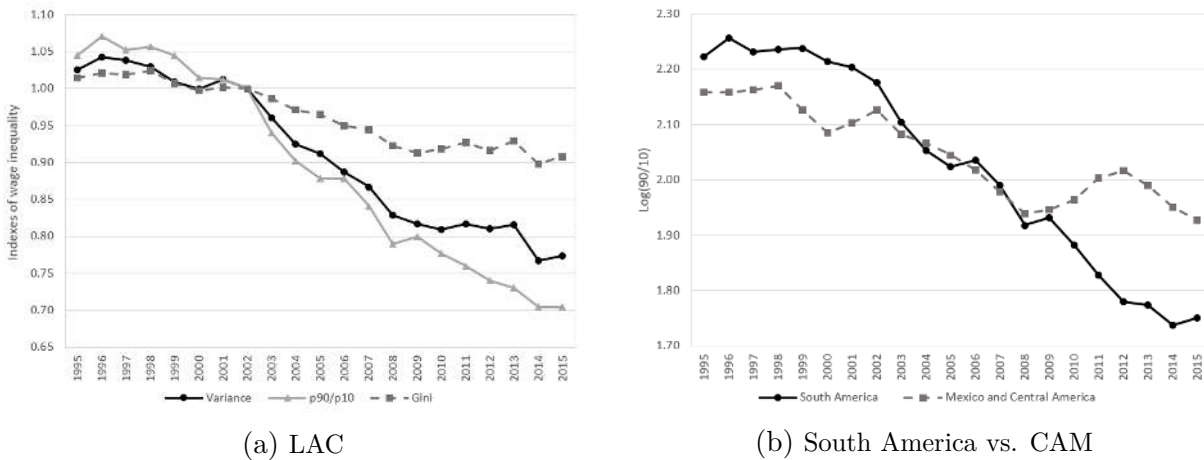 1.10
1.05
1.00
0.95
0.90
0.85
0.80
0.75
0.70
0.65
Indexes of wage inequality
1995 1996 1997 1998 1999 2000 2001 2002 2003 2004 2005 2006 2007 2008 2009 2010 2011 2012 2013 2014 2015
Variance p90/p10 Gini
(a) LAC
2.30
2.20
2.10
2.00
1.90
1.80
1.70
Log(90/10)
1995 1996 1997 1998 1999 2000 2001 2002 2003 2004 2005 2006 2007 2008 2009 2010 2011 2012 2013 2014 2015
South America Mexico and Central America
(b) South America vs. CAM